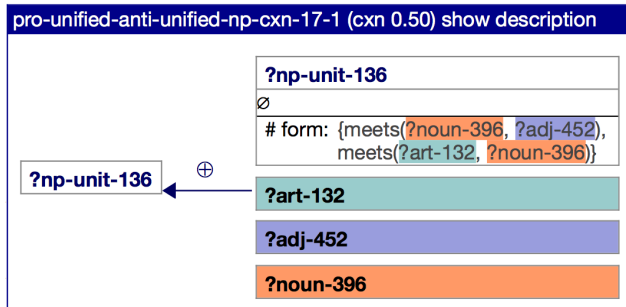 pro-unified-anti-unified-np-cxn-17-1 (cxn 0.50) show description
?np-unit-136
∅
# form: {meets(?noun-396, ?adj-452),
meets(?art-132, ?noun-396)}
?np-unit-136
⊕
?art-132
?adj-452
?noun-396